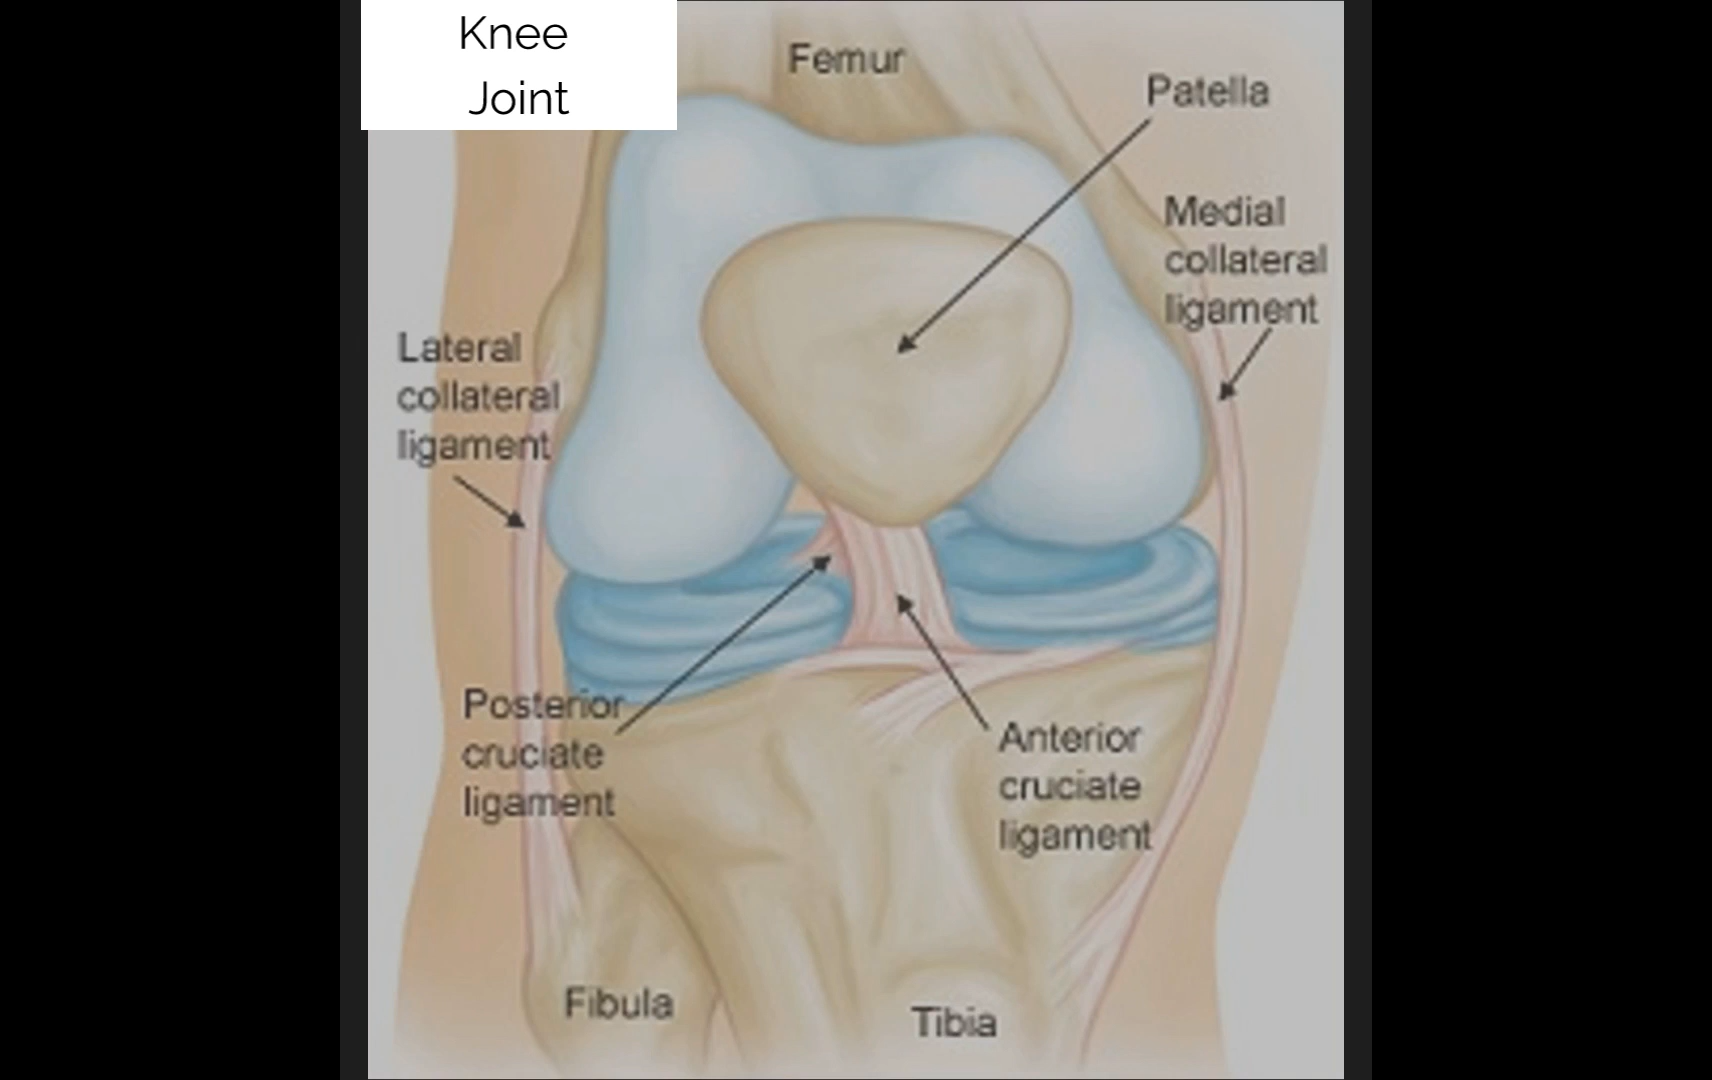 Knee
Joint
Femur
Patella
Medial
collateral
ligament
Lateral
collateral
ligament
Posterior
cruciate
ligament
Anterior
cruciate
ligament
Fibula
Tibia